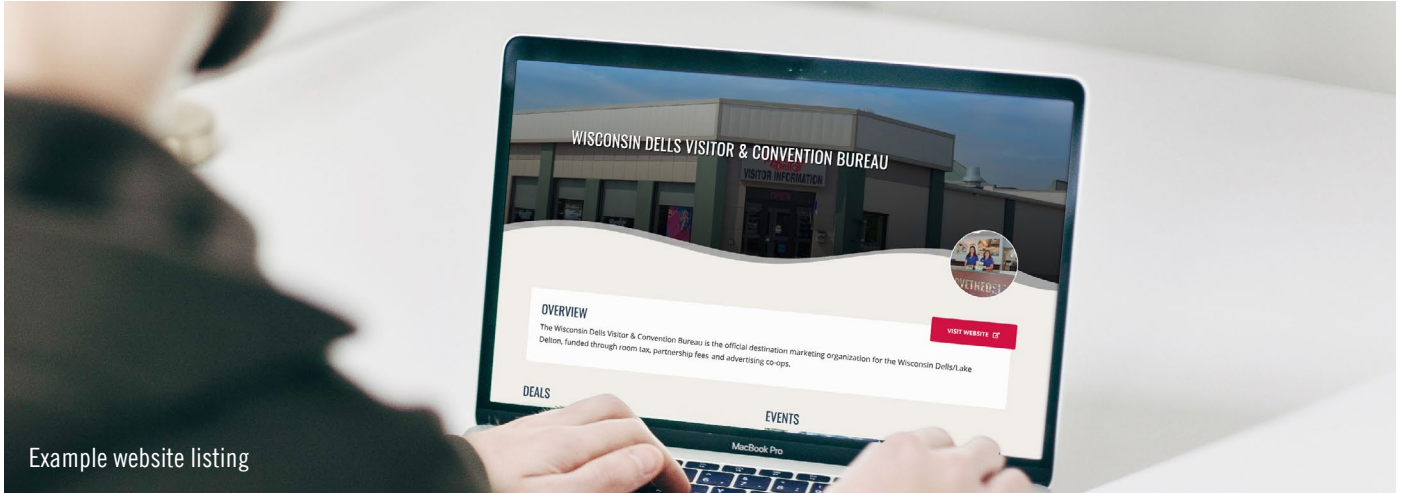 WISCONSIN DELLS VISITOR & CONVENTION BUREAU
VISITOR INFORMATION
OPEN
OVERVIEW
VISIT WEBSITE
The Wisconsin Dells Visitor & Convention Bureau is the official destination marketing organization for the Wisconsin Dells/Lake
Delton, funded through room tax, partnership fees and advertising co-ops.
DEALS
EVENTS
MacBook Pro
Example website listing